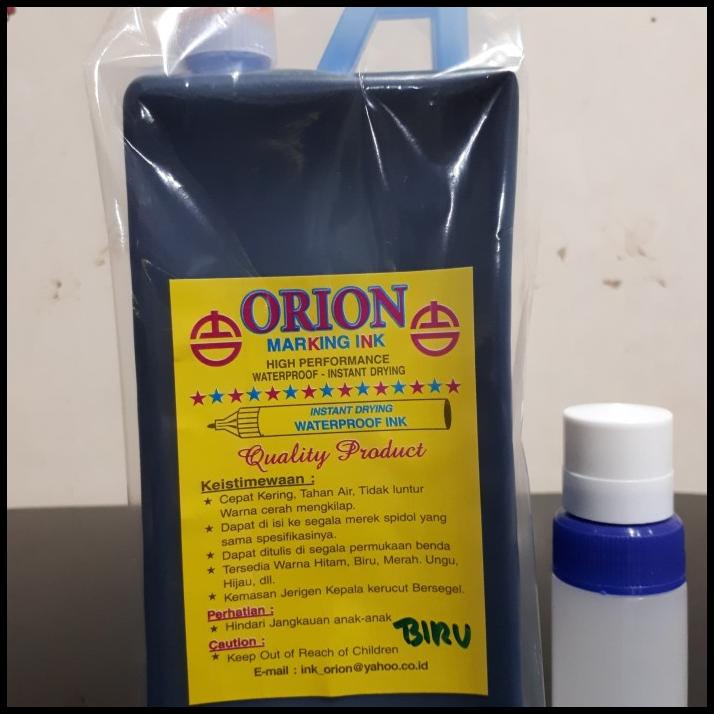 ORION
MARKING INK
HIGH PERFORMANCE
WATERPROOF - INSTANT DRYING
INSTANT DRYING
WATERPROOF INK
Quality Product
Keistimewaan :
★ Cepat Kering, Tahan Air, Tidak luntur
Warna cerah mengkilap.
★ Dapat di isi ke segala merek spidol yang
sama spesifikasinya.
★ Dapat ditulis di segala permukaan benda
★ Tersedia Warna Hitam, Biru, Merah. Ungu,
Hijau, dll.
★ Kemasan Jerigen Kepala kerucut Bersegel.
Perhatian :
★ Hindari Jangkauan anak-anak
BIRU
Caution :
★ Keep Out of Reach of Children
E-mail : ink_orion@yahoo.co.id